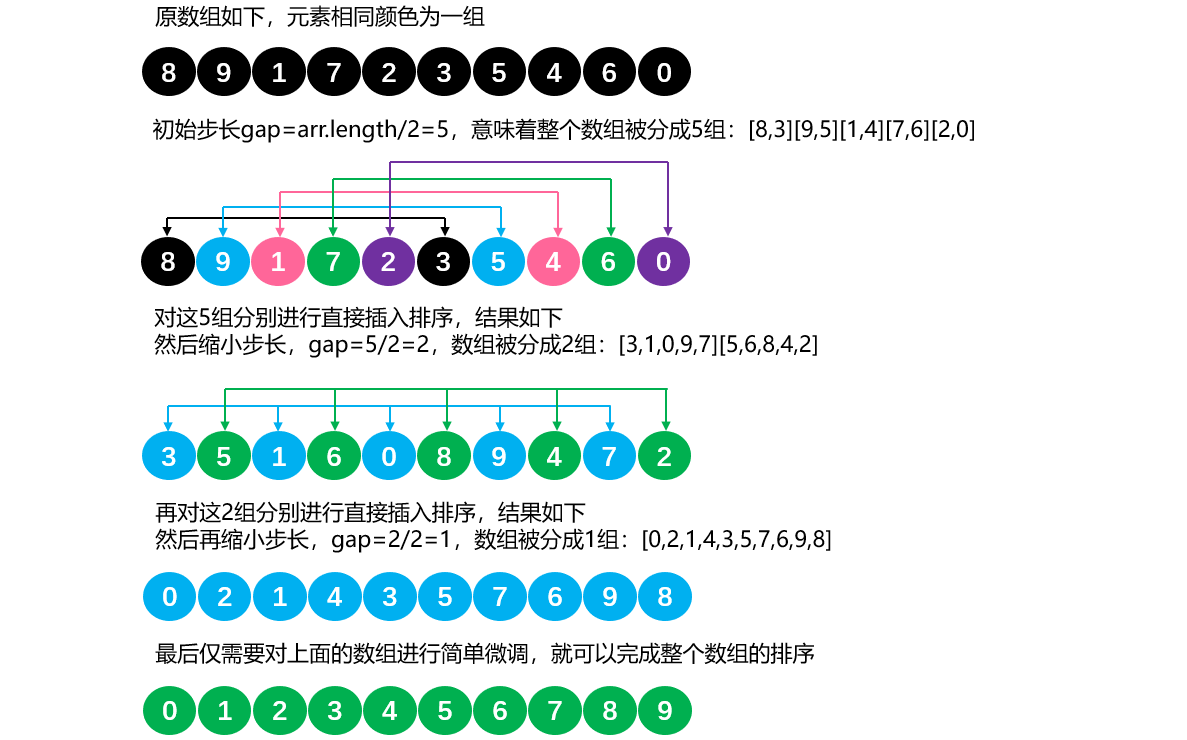 原数组如下，元素相同颜色为一组
8 9 1 7 2 3 5 4 6 0
初始步长gap=arr.length/2=5，意味着整个数组被分成5组：[8,3][9,5][1,4][7,6][2,0]
8 9 1 7 2 3 5 4 6 0
对这5组分别进行直接插入排序，结果如下
然后缩小步长，gap=5/2=2，数组被分成2组：[3,1,0,9,7][5,6,8,4,2]
3 5 1 6 0 8 9 4 7 2
再对这2组分别进行直接插入排序，结果如下
然后再缩小步长，gap=2/2=1，数组被分成1组：[0,2,1,4,3,5,7,6,9,8]
0 2 1 4 3 5 7 6 9 8
最后仅需要对上面的数组进行简单微调，就可以完成整个数组的排序
0 1 2 3 4 5 6 7 8 9